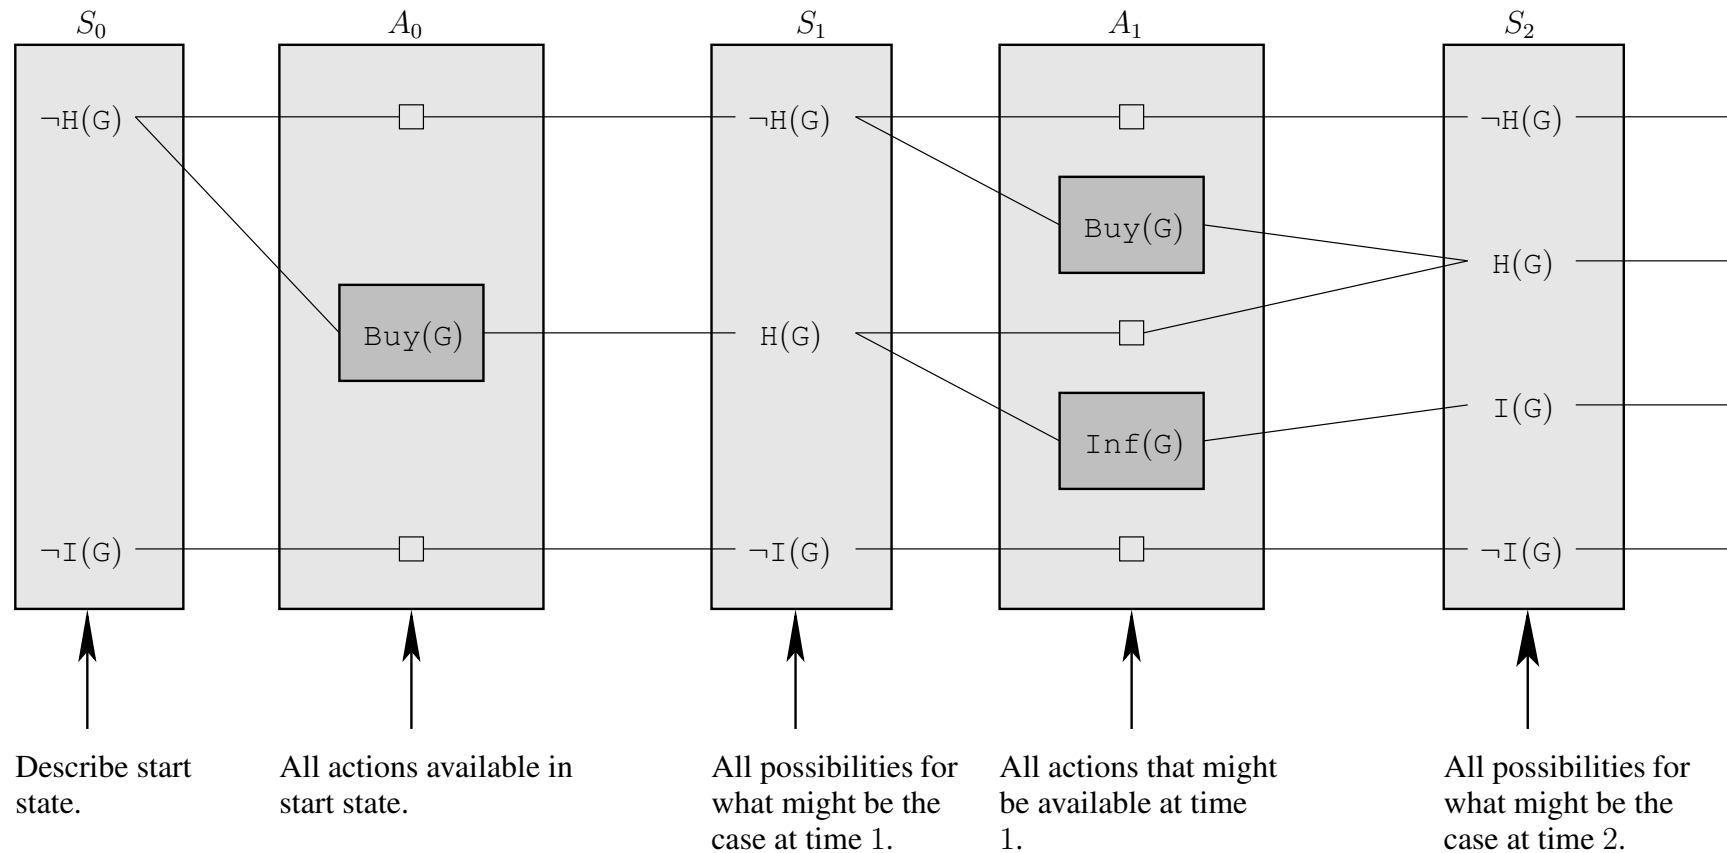 S₀ A₀ S₁ A₁ S₂
¬H(G) ¬H(G) ¬H(G)
Buy(G) H(G)
Buy(G) H(G)
I(G)
Inf(G)
¬I(G) ¬I(G) ¬I(G)
Describe start All actions available in All possibilities for All actions that might All possibilities for
state. start state. what might be the be available at time what might be the
case at time 1. 1. case at time 2.